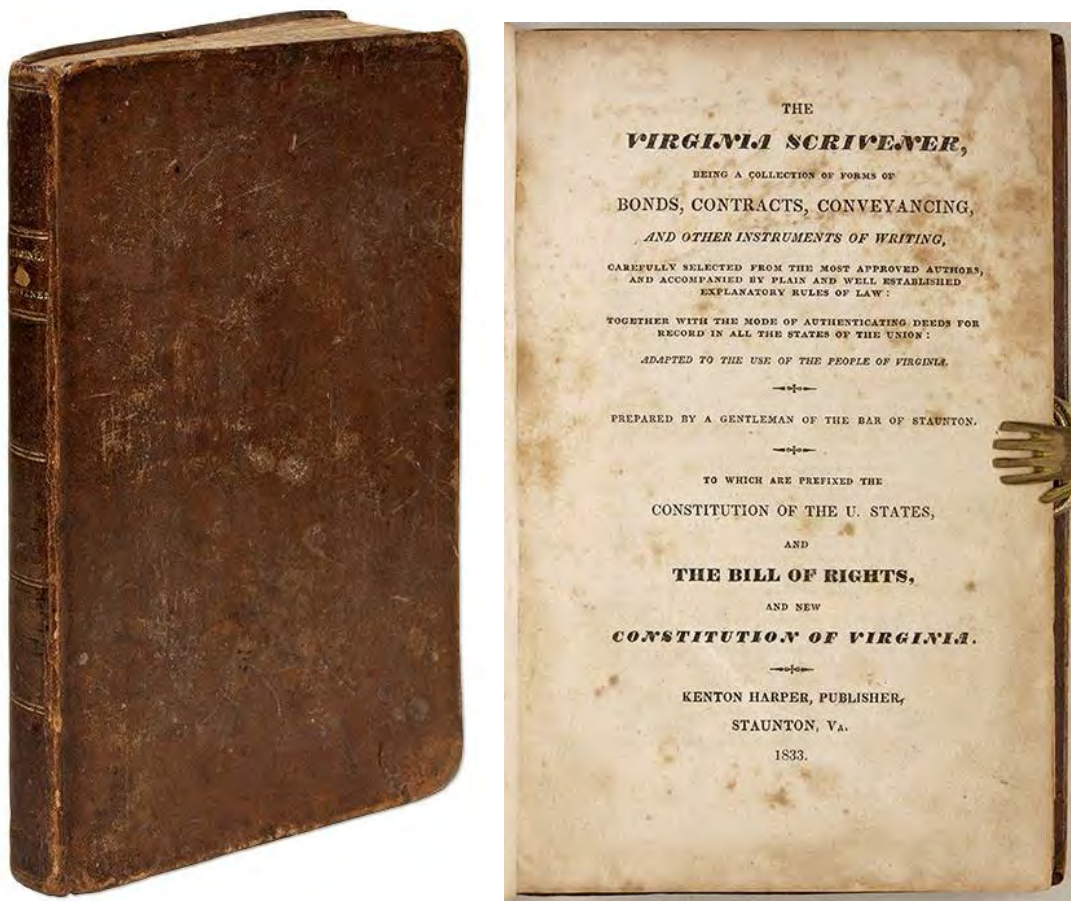 THE
VIRGINIA SCRIVENER,
BEING A COLLECTION OF FORMS OF
BONDS, CONTRACTS, CONVEYANCING,
AND OTHER INSTRUMENTS OF WRITING,
CAREFULLY SELECTED FROM THE MOST APPROVED AUTHORS,
AND ACCOMPANIED BY PLAIN AND WELL ESTABLISHED
EXPLANATORY RULES OF LAW:
TOGETHER WITH THE MODE OF AUTHENTICATING DEEDS FOR
RECORD IN ALL THE STATES OF THE UNION:
ADAPTED TO THE USE OF THE PEOPLE OF VIRGINIA.
PREPARED BY A GENTLEMAN OF THE BAR OF STAUNTON.
TO WHICH ARE PREFIXED THE
CONSTITUTION OF THE U. STATES,
AND
THE BILL OF RIGHTS,
AND NEW
CONSTITUTION OF VIRGINIA.
KENTON HARPER, PUBLISHER,
STAUNTON, VA.
1833.